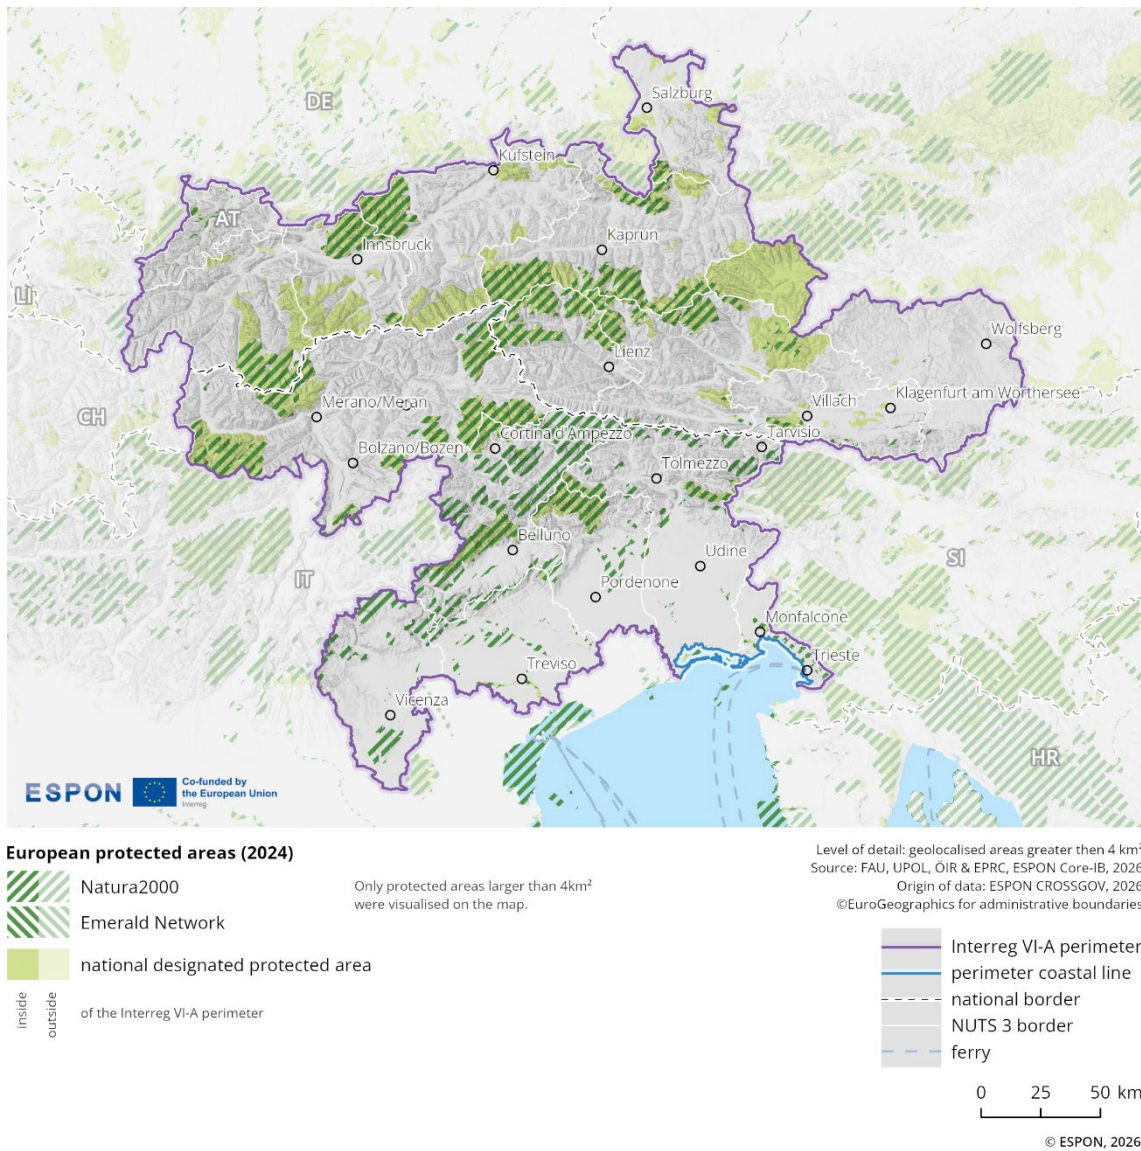 DE
Salzburg
Kufstein
AT
Innsbruck
Kaprun
LI
Wolfsberg
Lienz
CH
Merano/Meran
Villach
Klagenfurt am Wörthersee
Bolzano/Bozen
Cortina d'Ampezzo
Tarvisio
Tolmezzo
IT
Belluno
Udine
SI
Pordenone
Monfalcone
Treviso
Trieste
Vicenza
HR
ESPON
Co-funded by
the European Union
Interreg
European protected areas (2024)
Natura2000
Emerald Network
national designated protected area
inside
outside
of the Interreg VI-A perimeter
Only protected areas larger than 4km²
were visualised on the map.
Level of detail: geolocalised areas greater then 4 km²
Source: FAU, UPOL, ÖIR & EPRC, ESPON Core-IB, 2026
Origin of data: ESPON CROSSGOV, 2026
©EuroGeographics for administrative boundaries
Interreg VI-A perimeter
perimeter coastal line
national border
NUTS 3 border
ferry
0 25 50 km
© ESPON, 2026